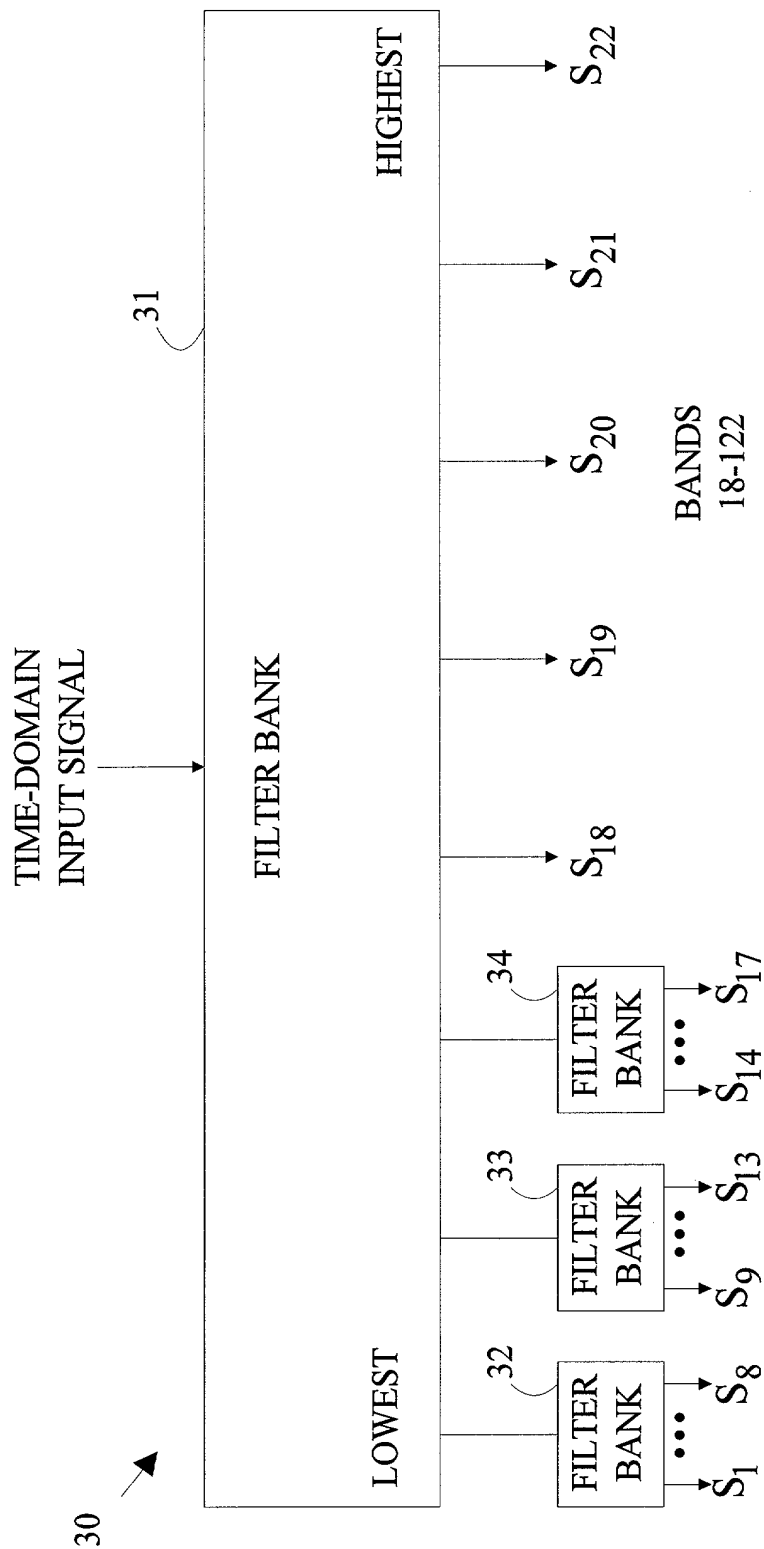 30
TIME-DOMAIN
INPUT SIGNAL
31
FILTER BANK
LOWEST
HIGHEST
32
33
34
FILTER
BANK
FILTER
BANK
FILTER
BANK
S18
S19
S20
S21
S22
S1 ••• S8
S9 ••• S13
S14 ••• S17
BANDS
18-122